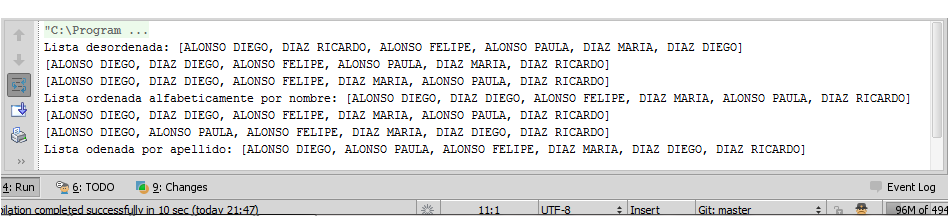 "C:\Program ...
Lista desordenada: [ALONSO DIEGO, DIAZ RICARDO, ALONSO FELIPE, ALONSO PAULA, DIAZ MARIA, DIAZ DIEGO]
[ALONSO DIEGO, DIAZ DIEGO, ALONSO FELIPE, ALONSO PAULA, DIAZ MARIA, DIAZ RICARDO]
[ALONSO DIEGO, DIAZ DIEGO, ALONSO FELIPE, DIAZ MARIA, ALONSO PAULA, DIAZ RICARDO]
Lista ordenada alfabeticamente por nombre: [ALONSO DIEGO, DIAZ DIEGO, ALONSO FELIPE, DIAZ MARIA, ALONSO PAULA, DIAZ RICARDO]
[ALONSO DIEGO, DIAZ DIEGO, ALONSO FELIPE, DIAZ MARIA, ALONSO PAULA, DIAZ RICARDO]
[ALONSO DIEGO, ALONSO PAULA, ALONSO FELIPE, DIAZ MARIA, DIAZ DIEGO, DIAZ RICARDO]
Lista odenada por apellido: [ALONSO DIEGO, ALONSO PAULA, ALONSO FELIPE, DIAZ MARIA, DIAZ DIEGO, DIAZ RICARDO]
4: Run 6: TODO 9: Changes Event Log
pilation completed successfully in 10 sec (today 21:47) 11:1 UTF-8 Insert Git: master 96M of 494